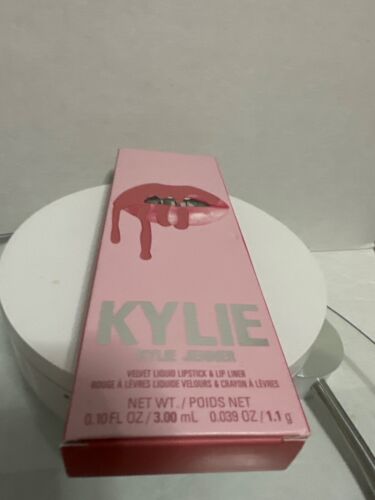 KYLIE
KYLIE JENNER
VELVET LIQUID LIPSTICK & LIP LINER
ROUGE À LÈVRES LIQUIDE VELOURS & CRAYON À LÈVRES
NET WT. / POIDS NET
0.10 FL OZ / 3.00 mL 0.039 OZ / 1.1 g